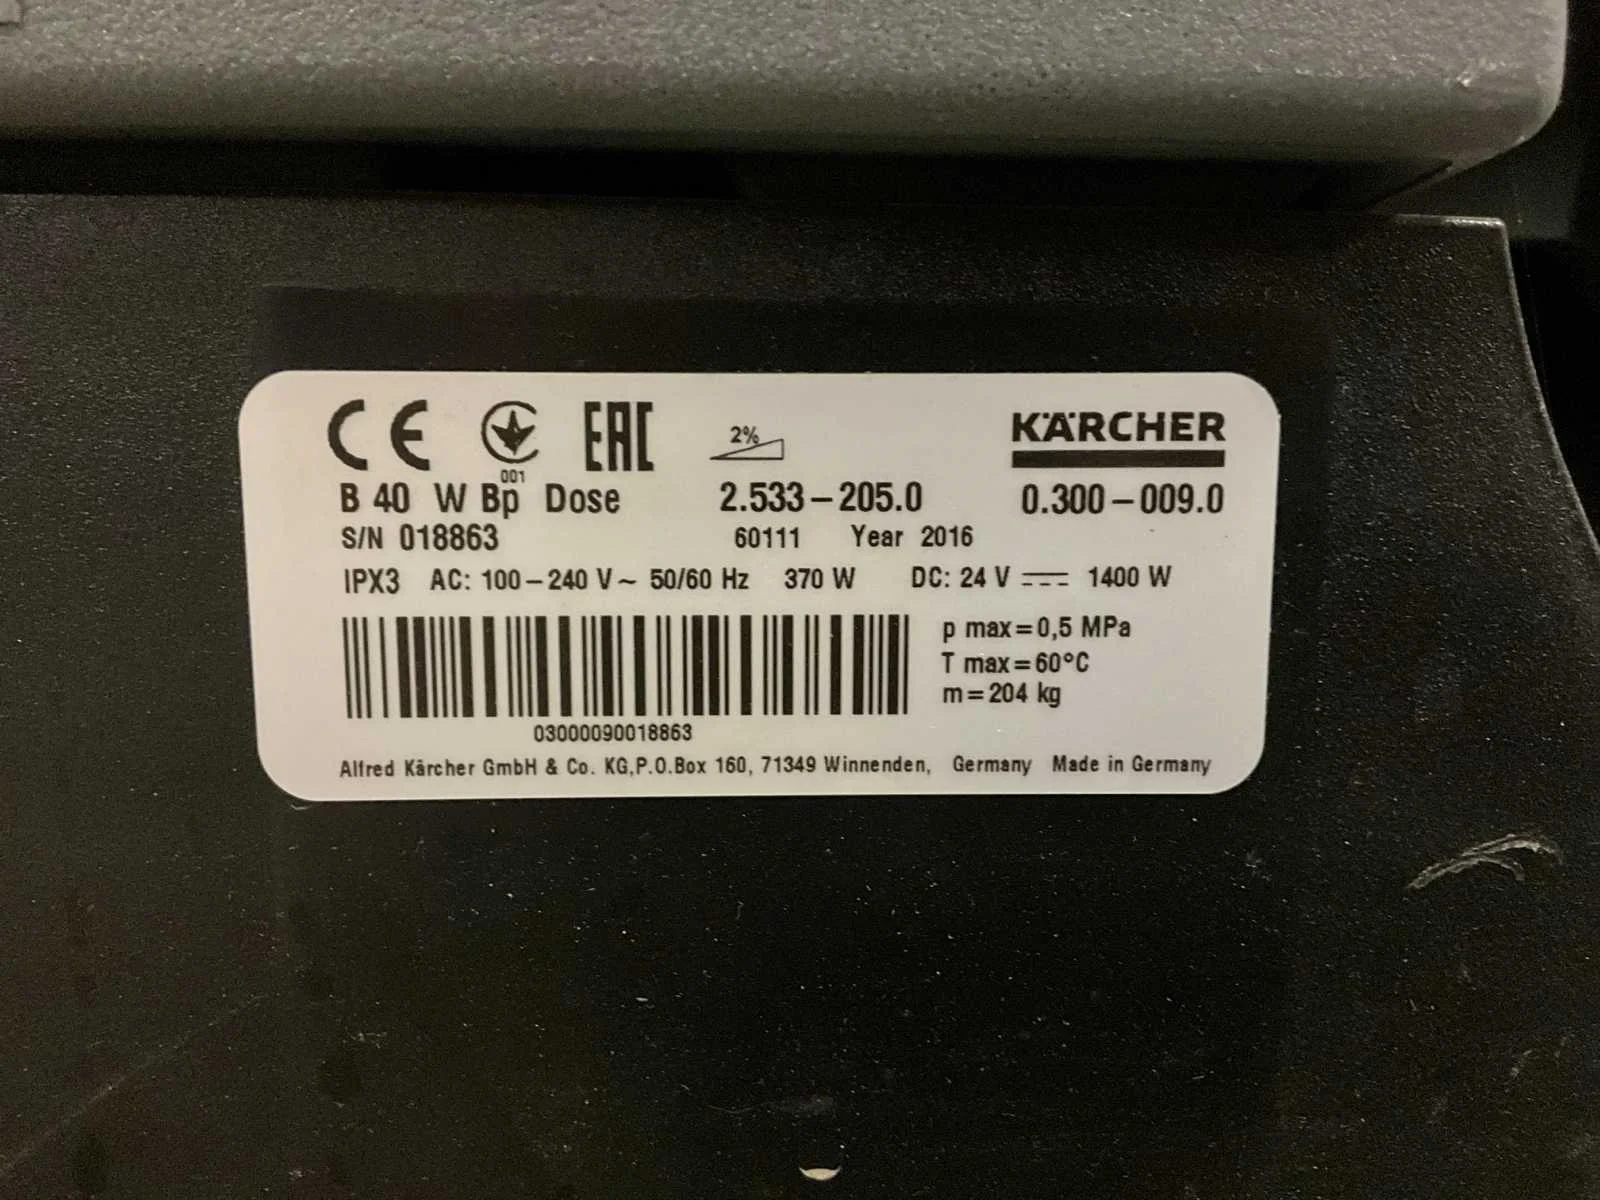 CE EAC 2% KÄRCHER
001
B 40 W Bp Dose 2.533-205.0 0.300-009.0
S/N 018863 60111 Year 2016
IPX3 AC: 100-240 V~ 50/60 Hz 370 W DC: 24 V ⎓ 1400 W
p max=0,5 MPa
T max=60°C
m=204 kg
03000090018863
Alfred Kärcher GmbH & Co. KG,P.O.Box 160, 71349 Winnenden, Germany Made in Germany